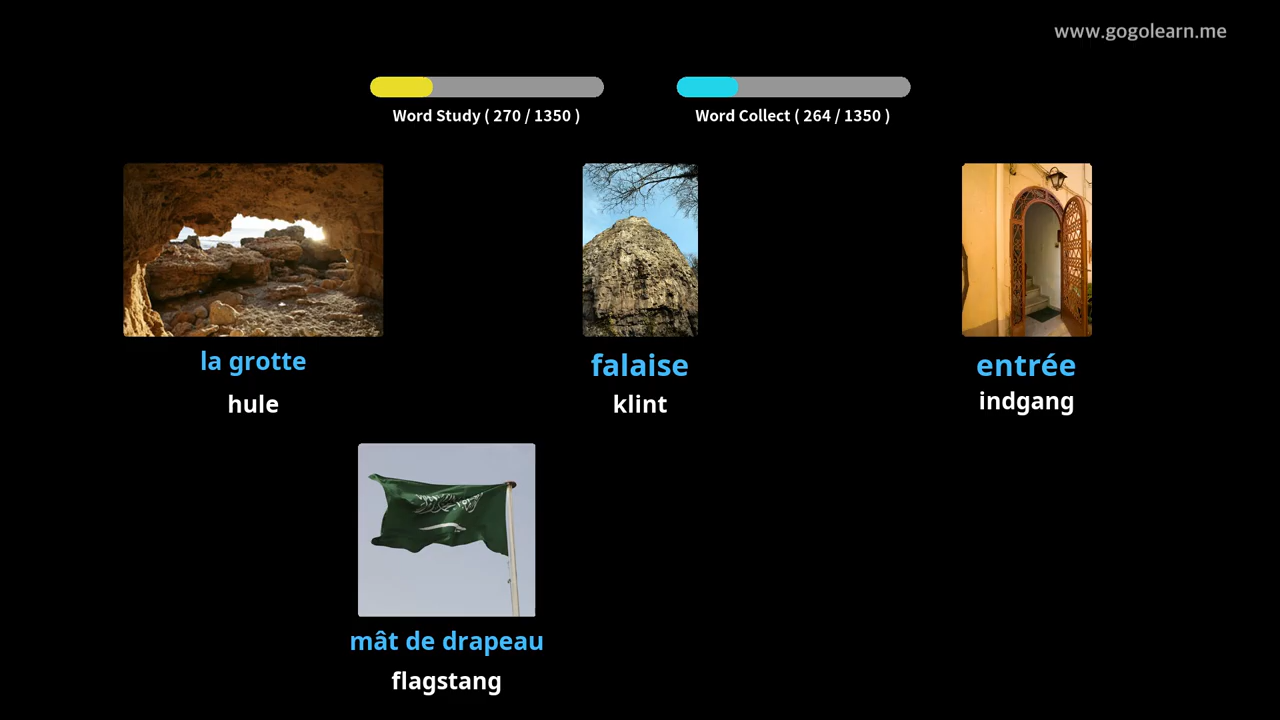 www.gogolearn.me
Word Study ( 270 / 1350 )
Word Collect ( 264 / 1350 )
la grotte
falaise
entrée
hule
klint
indgang
mât de drapeau
flagstang